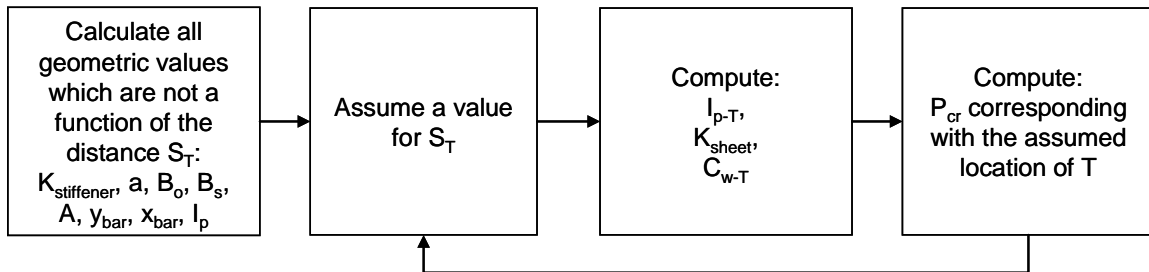 Calculate all
geometric values
which are not a
function of the
distance S_T:
K_stiffener, a, B_o, B_s,
A, y_bar, x_bar, I_p
Assume a value
for S_T
Compute:
I_p-T,
K_sheet,
C_w-T
Compute:
P_cr corresponding
with the assumed
location of T